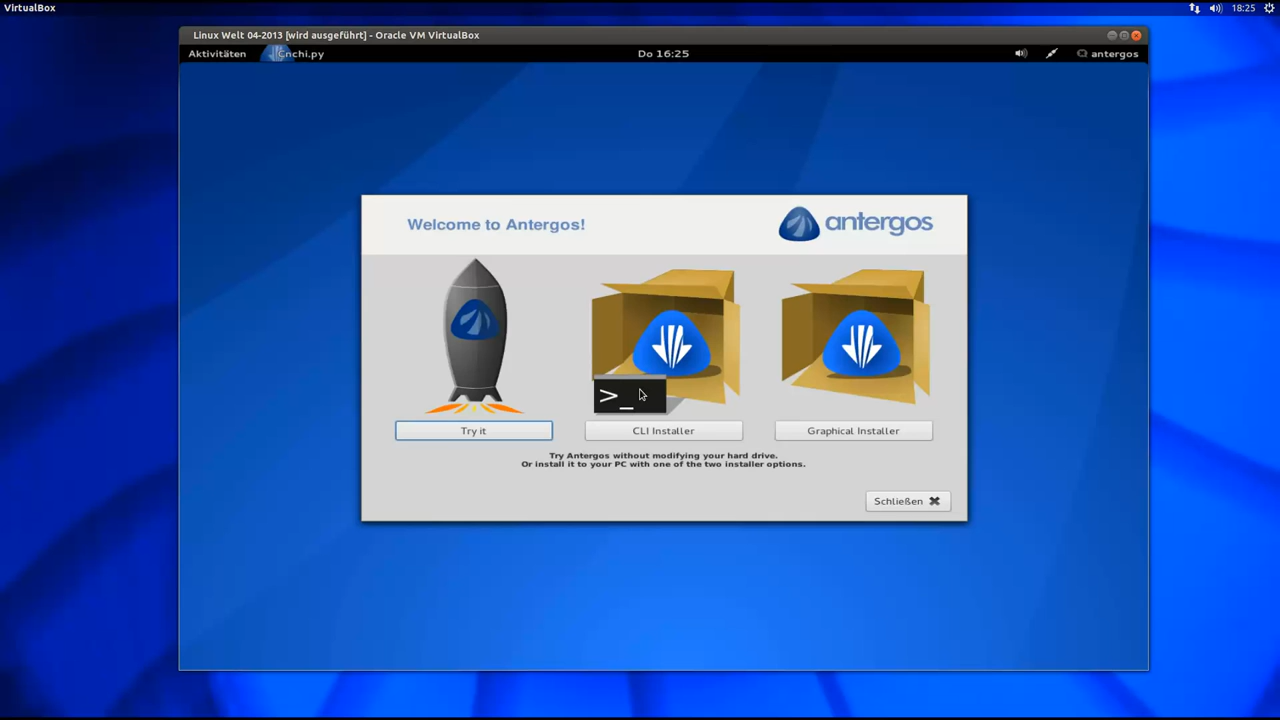 VirtualBox
18:25
Linux Welt 04-2013 [wird ausgeführt] - Oracle VM VirtualBox
Aktivitäten
Cnchi.py
Do 16:25
antergos
Welcome to Antergos!
antergos
>_
Try it
CLI Installer
Graphical Installer
Try Antergos without modifying your hard drive.
Or install it to your PC with one of the two installer options.
Schließen